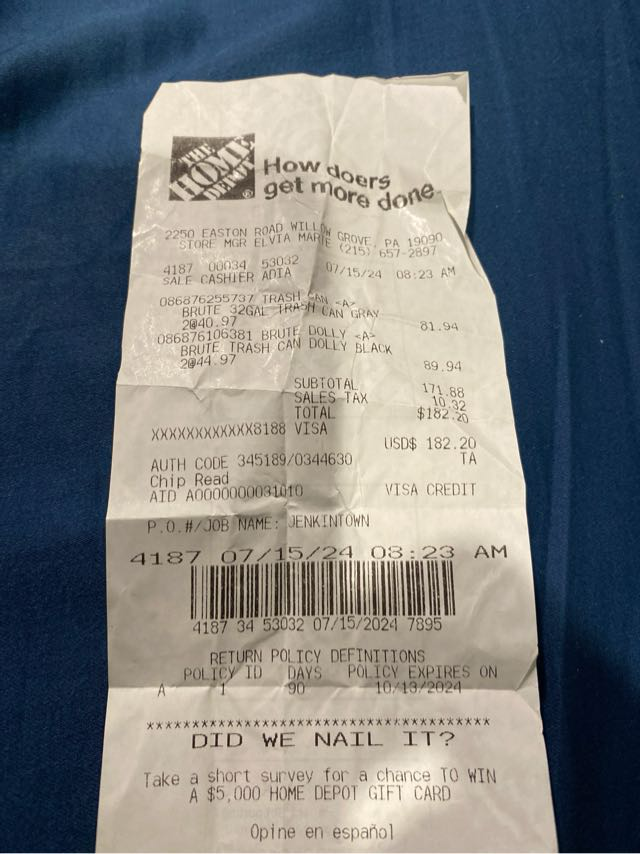 THE
HOME
DEPOT
How doers
get more done
2250 EASTON ROAD WILLOW GROVE, PA 19090
STORE MGR ELVIA MARIE (215) 657-2897
4187 00034 53032 07/15/24 08:23 AM
SALE CASHIER ADIA
086876255737 TRASH CAN <A>
BRUTE 32GAL TRASH CAN GRAY
2@40.97 81.94
086876106381 BRUTE DOLLY <A>
BRUTE TRASH CAN DOLLY BLACK
2@44.97 89.94
SUBTOTAL 171.88
SALES TAX 10.32
TOTAL $182.20
XXXXXXXXXXXX8188 VISA
USD$ 182.20
AUTH CODE 345189/0344630 TA
Chip Read
AID A0000000031010 VISA CREDIT
P.O.#/JOB NAME: JENKINTOWN
4187 07/15/24 08:23 AM
4187 34 53032 07/15/2024 7895
RETURN POLICY DEFINITIONS
POLICY ID DAYS POLICY EXPIRES ON
A 1 90 10/13/2024
****************************************
DID WE NAIL IT?
Take a short survey for a chance TO WIN
A $5,000 HOME DEPOT GIFT CARD
Opine en español